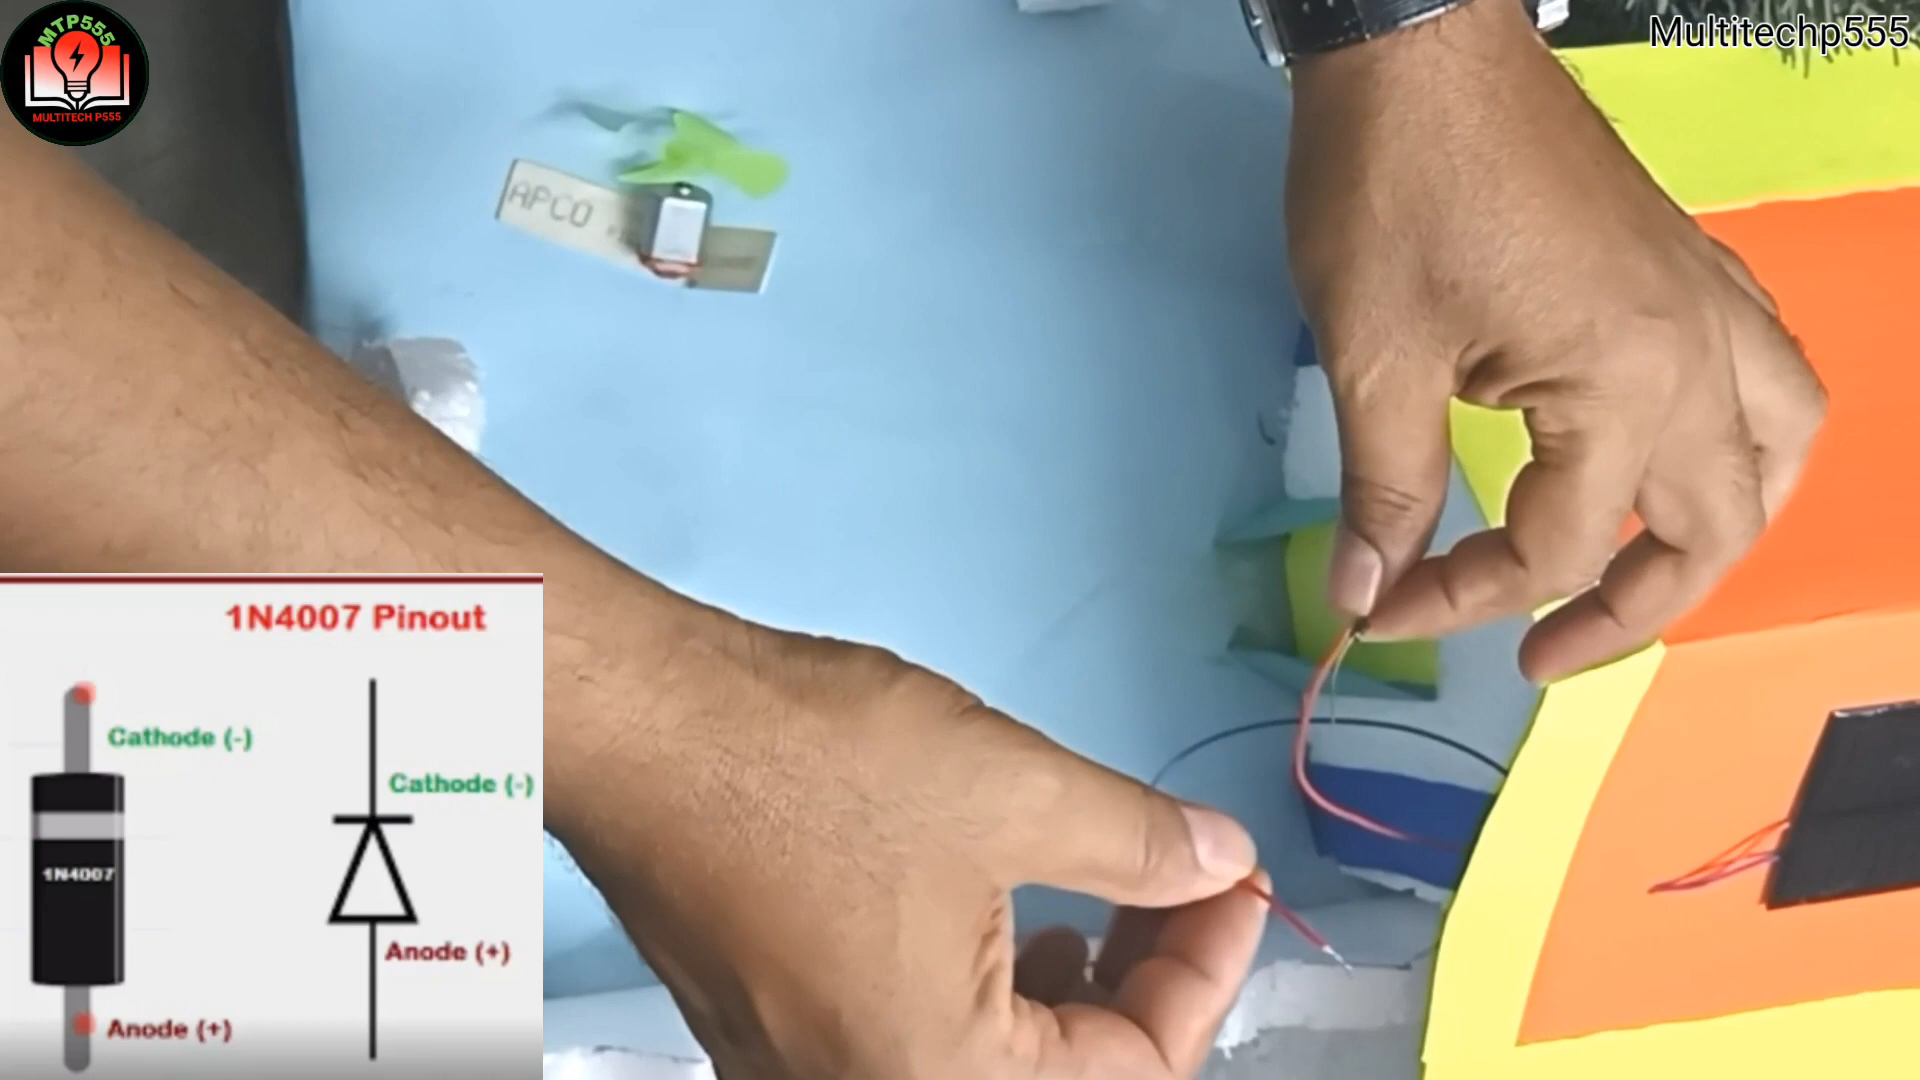 MTP555
MULTITECH P555
Multitechp555
APCO
1N4007 Pinout
Cathode (-)
Cathode (-)
1N4007
Anode (+)
Anode (+)